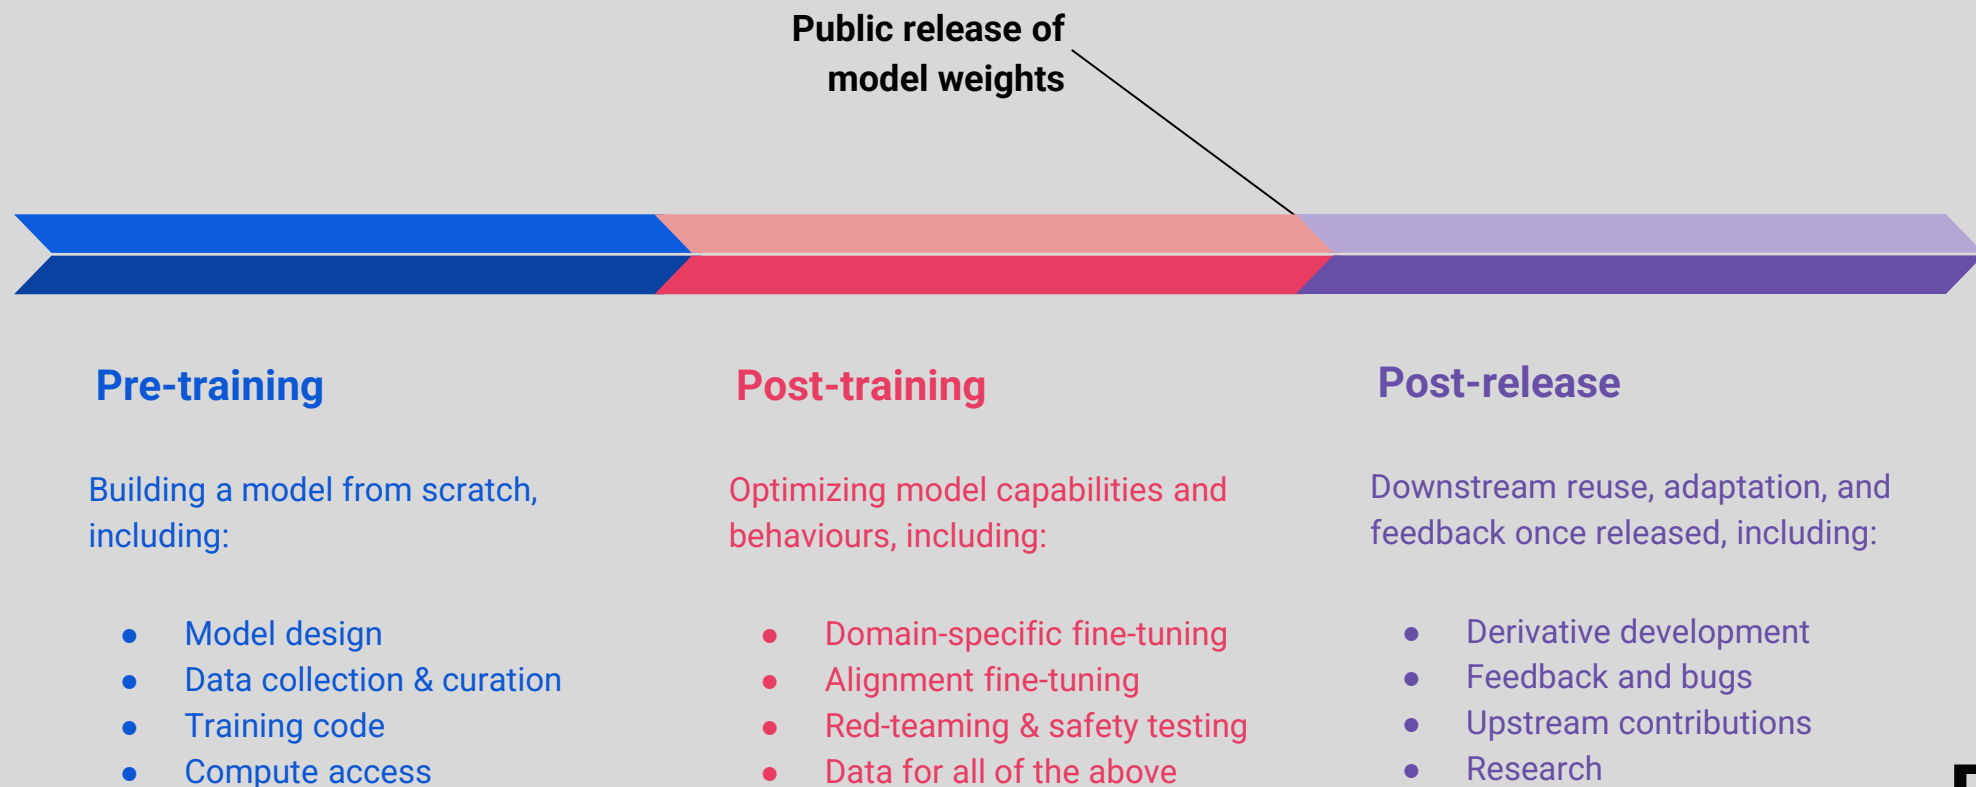 Public release of
model weights
Pre-training
Building a model from scratch,
including:
● Model design
● Data collection & curation
● Training code
● Compute access
Post-training
Optimizing model capabilities and
behaviours, including:
● Domain-specific fine-tuning
● Alignment fine-tuning
● Red-teaming & safety testing
● Data for all of the above
Post-release
Downstream reuse, adaptation, and
feedback once released, including:
● Derivative development
● Feedback and bugs
● Upstream contributions
● Research